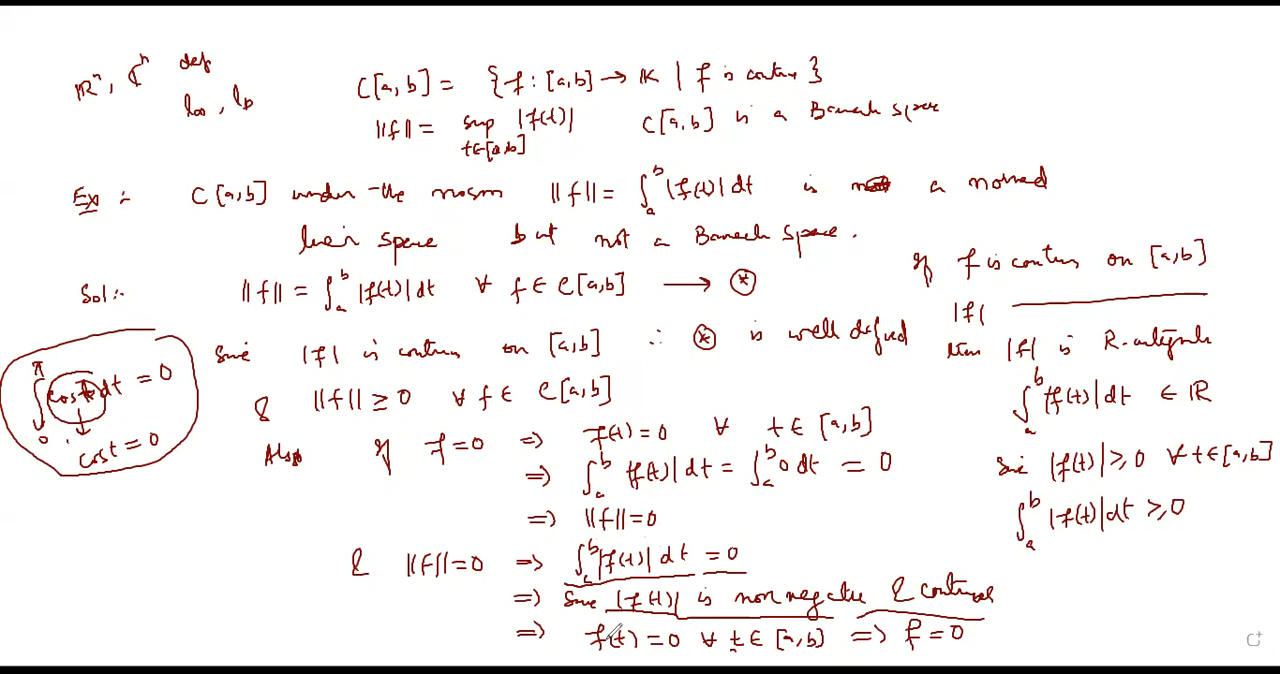 ℝⁿ, ℂⁿ def
l∞, lp
C[a,b] = {f : [a,b] → 𝕂 | f is contns}
||f|| = sup |f(t)| C[a,b] is a Banach space
t∈[a,b]
Ex :- C[a,b] under the norm ||f|| = ∫ₐᵇ |f(t)| dt is a normed
linear space but not a Banach space.
Sol :- ||f|| = ∫ₐᵇ |f(t)| dt ∀ f ∈ C[a,b] → ⊛
Since |f| is contns on [a,b] ∴ ⊛ is well defined
& ||f|| ≥ 0 ∀ f ∈ C[a,b]
Also if f = 0 ⇒ f(t) = 0 ∀ t ∈ [a,b]
⇒ ∫ₐᵇ |f(t)| dt = ∫ₐᵇ 0 dt = 0
⇒ ||f|| = 0
& ||f|| = 0 ⇒ ∫ₐᵇ |f(t)| dt = 0
⇒ Since |f(t)| is non negative & continuous
⇒ f(t) = 0 ∀ t ∈ [a,b] ⇒ f = 0
∫₀^π cos t dt = 0
↓
cos t = 0
If f is contns on [a,b]
|f| ————
then |f| is R-integrable
∫ₐᵇ |f(t)| dt ∈ ℝ
Since |f(t)| ≥ 0 ∀ t ∈ [a,b]
∫ₐᵇ |f(t)| dt ≥ 0